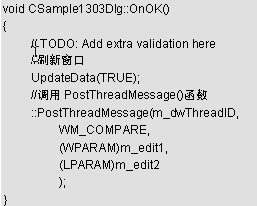 void CSample1303Dlg::OnOK()
{
// TODO: Add extra validation here
//刷新窗口
UpdateData(TRUE);
//调用 PostThreadMessage()函数
::PostThreadMessage(m_dwThreadID,
WM_COMPARE,
(WPARAM)m_edit1,
(LPARAM)m_edit2
);
}